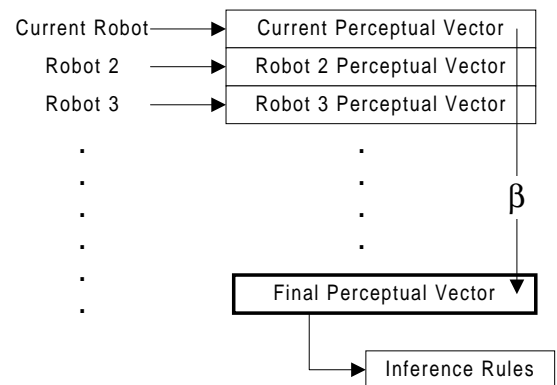 Current Robot Current Perceptual Vector
Robot 2 Robot 2 Perceptual Vector
Robot 3 Robot 3 Perceptual Vector
. .
. .
. .
. .
.
.
β
Final Perceptual Vector
Inference Rules